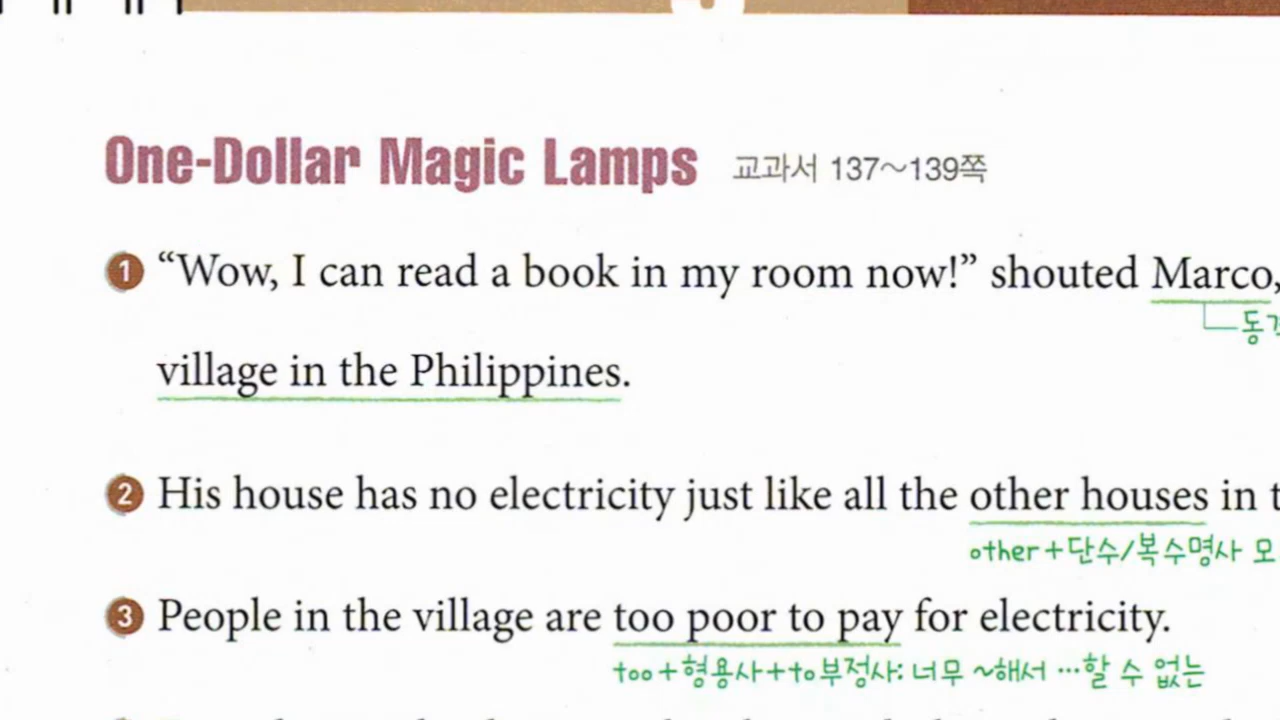 One-Dollar Magic Lamps 교과서 137~139쪽
1 “Wow, I can read a book in my room now!” shouted Marco,
village in the Philippines.
2 His house has no electricity just like all the other houses in
other+단수/복수명사
3 People in the village are too poor to pay for electricity.
too+형용사+to부정사: 너무 ~해서 …할 수 없는